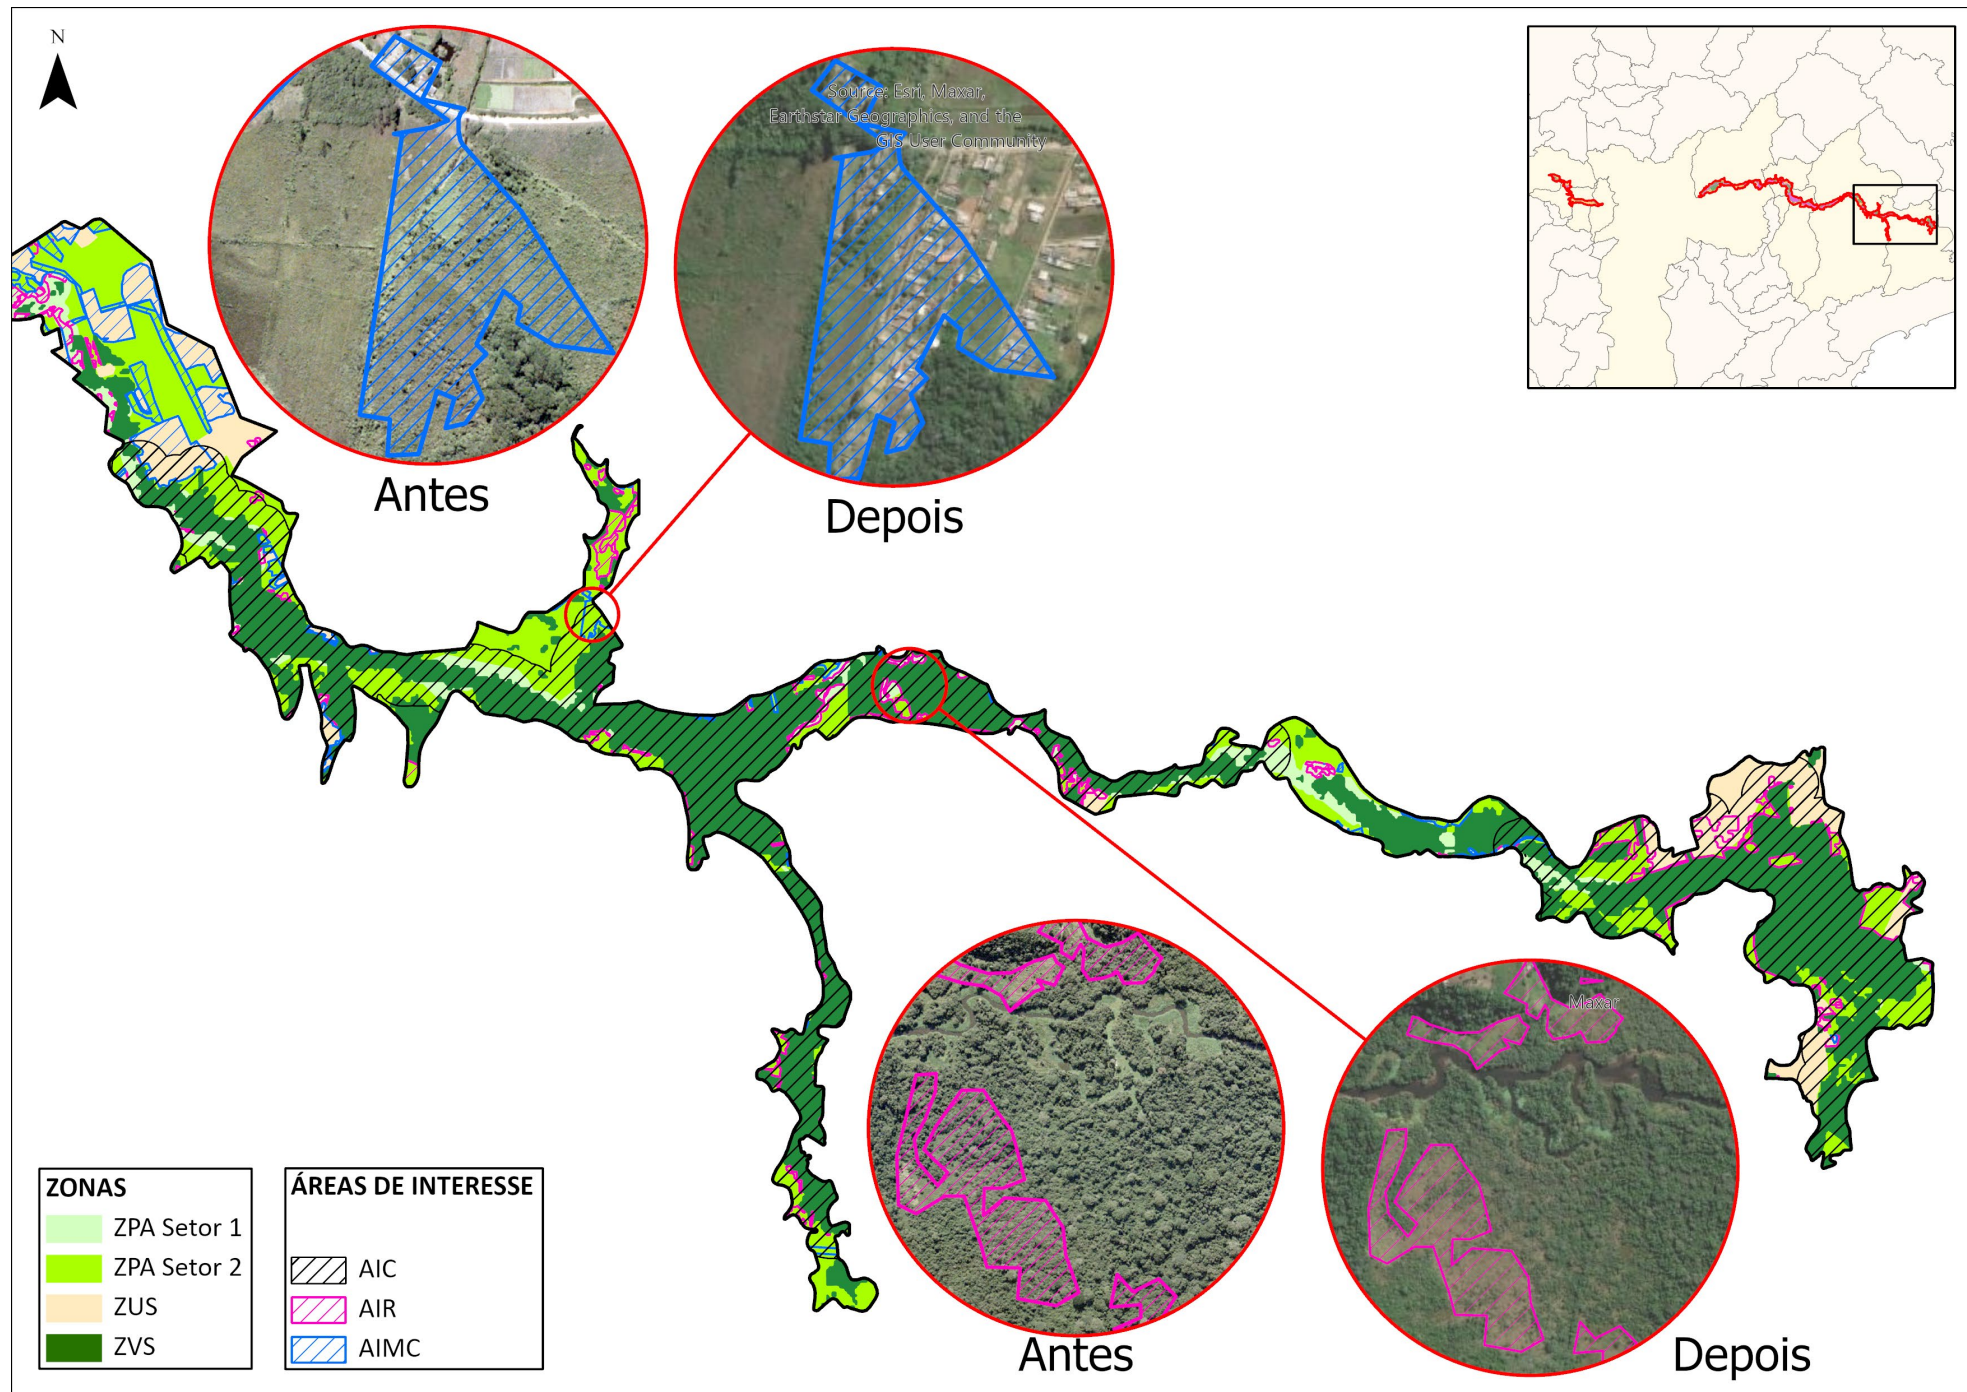 N
Source: Esri, Maxar,
Earthstar Geographics, and the
GIS User Community
Antes
Depois
Maxar
Antes
Depois
ZONAS
ZPA Setor 1
ZPA Setor 2
ZUS
ZVS
ÁREAS DE INTERESSE
AIC
AIR
AIMC